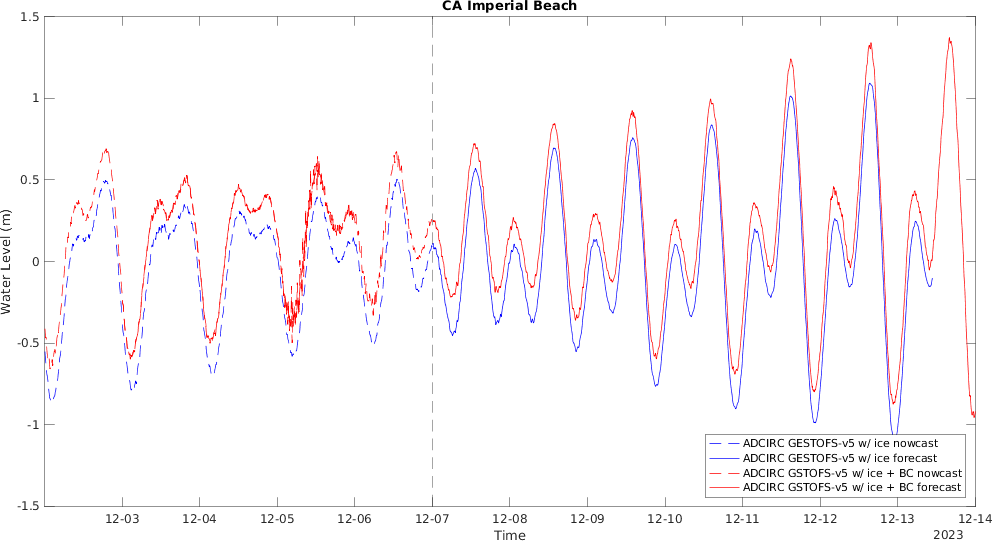 CA Imperial Beach
1.5
1
0.5
0
-0.5
-1
-1.5
Water Level (m)
12-03 12-04 12-05 12-06 12-07 12-08 12-09 12-10 12-11 12-12 12-13 12-14
Time
2023
ADCIRC GESTOFS-v5 w/ ice nowcast
ADCIRC GESTOFS-v5 w/ ice forecast
ADCIRC GSTOFS-v5 w/ ice + BC nowcast
ADCIRC GSTOFS-v5 w/ ice + BC forecast